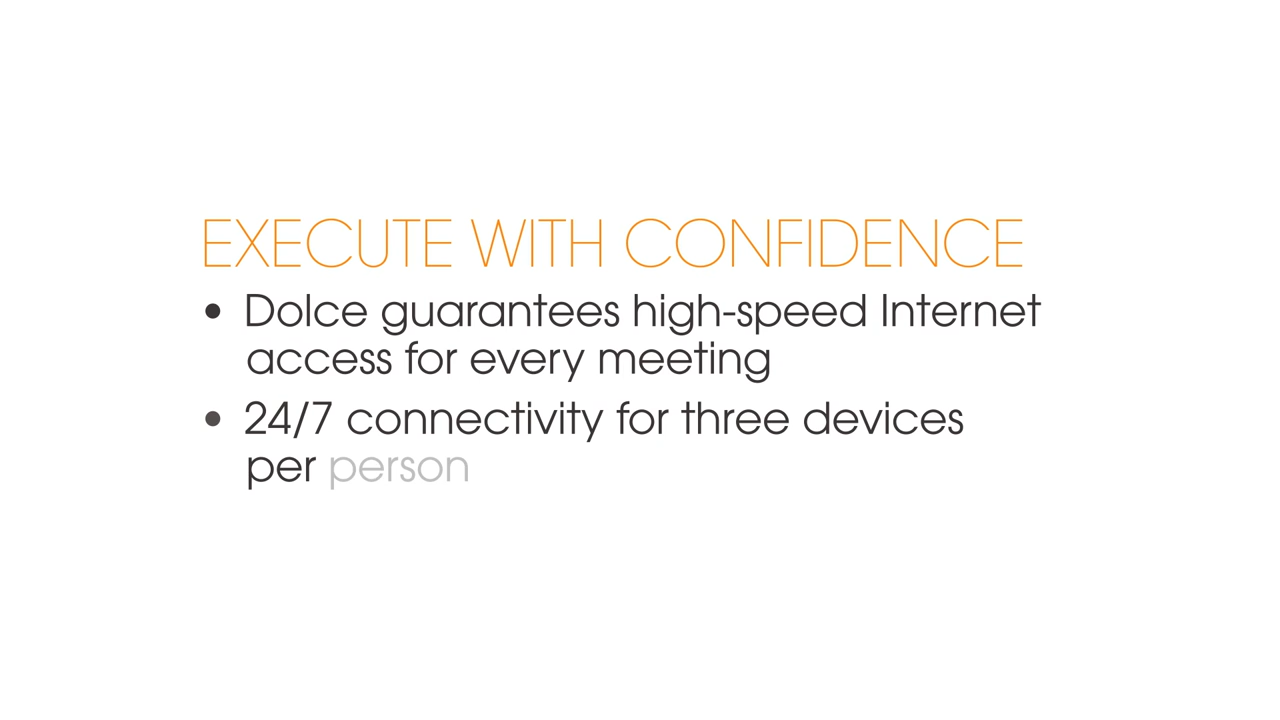 EXECUTE WITH CONFIDENCE
• Dolce guarantees high-speed Internet
access for every meeting
• 24/7 connectivity for three devices
per person